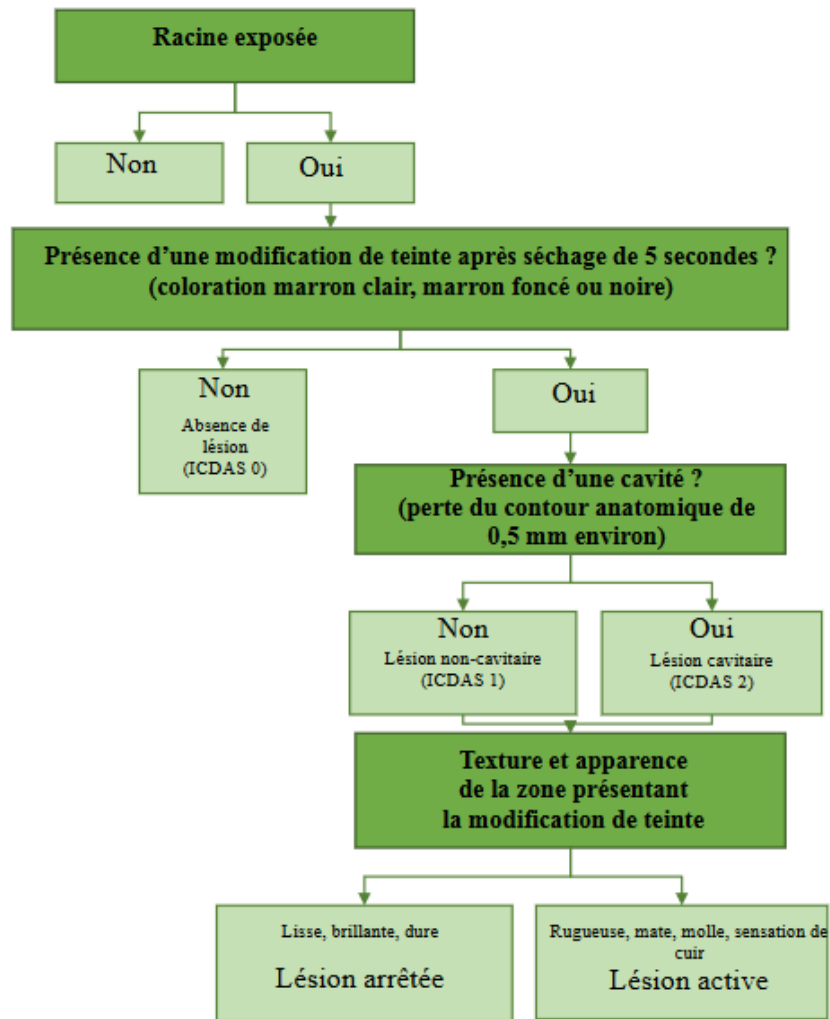 Racine exposée
Non
Oui
Présence d’une modification de teinte après séchage de 5 secondes ?
(coloration marron clair, marron foncé ou noire)
Non
Absence de
lésion
(ICDAS 0)
Oui
Présence d’une cavité ?
(perte du contour anatomique de
0,5 mm environ)
Non
Lésion non-cavitaire
(ICDAS 1)
Oui
Lésion cavitaire
(ICDAS 2)
Texture et apparence
de la zone présentant
la modification de teinte
Lisse, brillante, dure
Lésion arrêtée
Rugueuse, mate, molle, sensation de
cuir
Lésion active